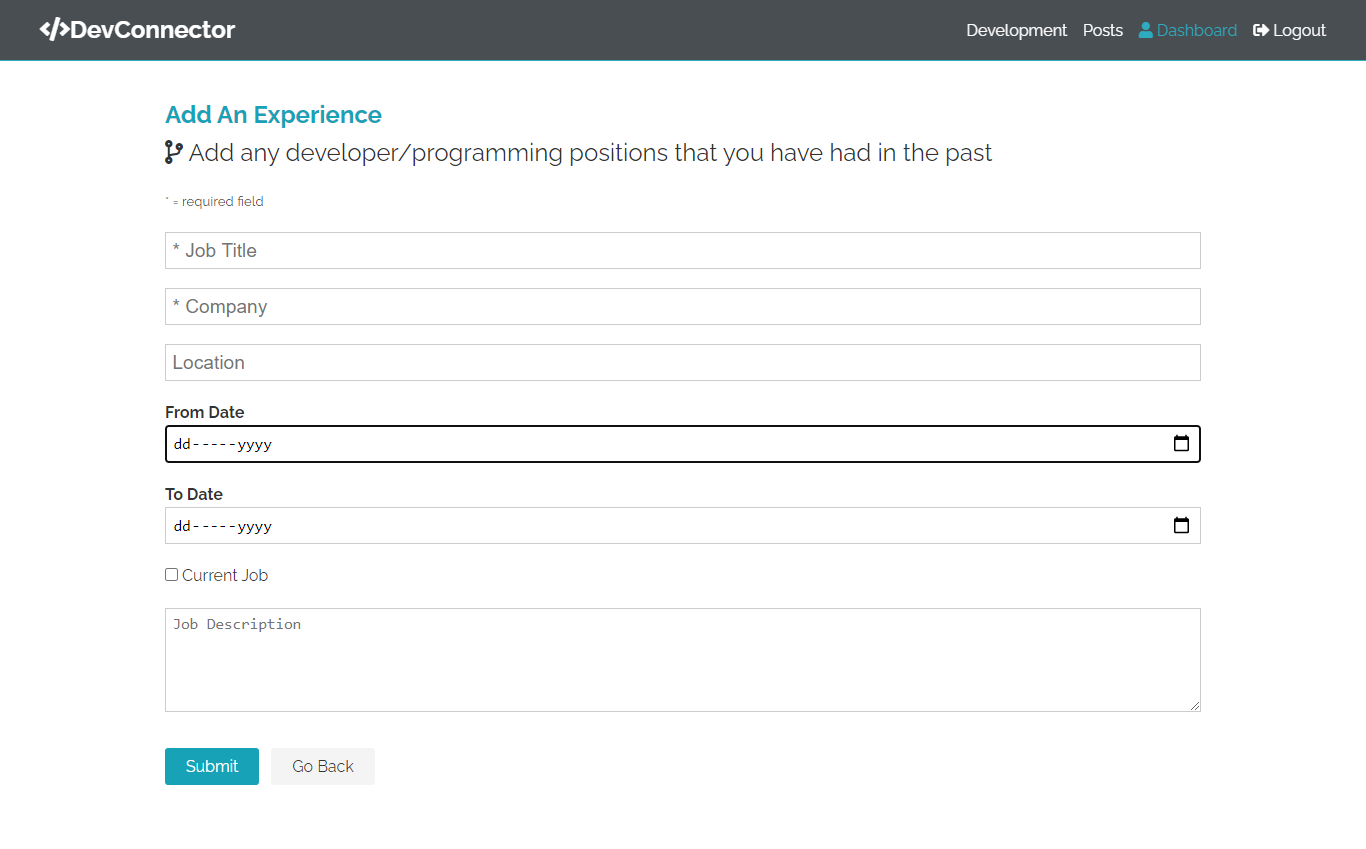 </>DevConnector Development Posts Dashboard Logout
Add An Experience
Add any developer/programming positions that you have had in the past
* = required field
* Job Title
* Company
Location
From Date
dd-----yyyy
To Date
dd-----yyyy
Current Job
Job Description
Submit Go Back